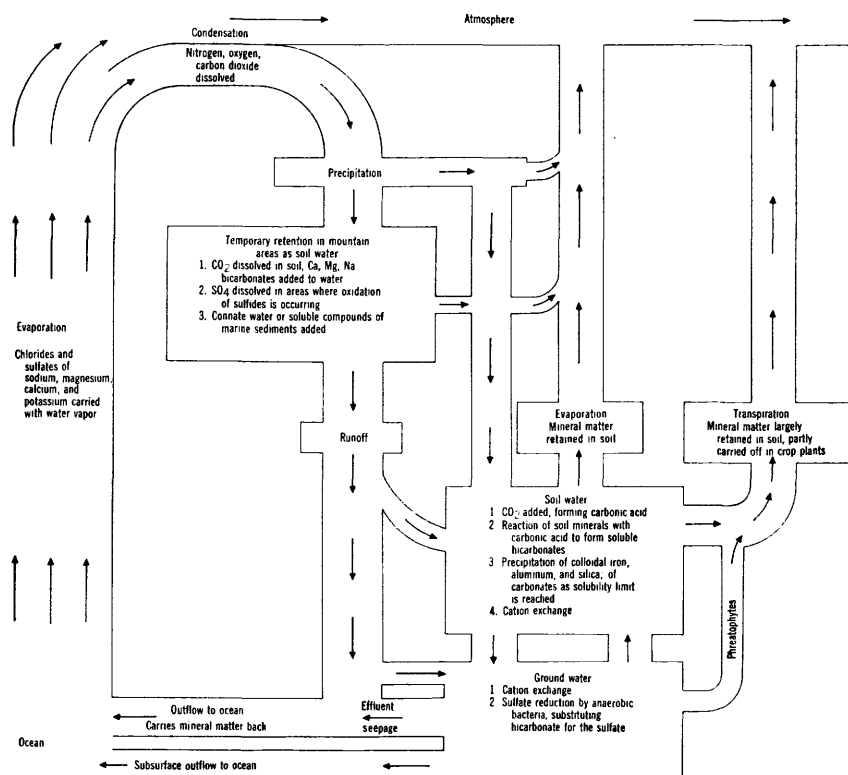 Atmosphere
Condensation
Nitrogen, oxygen,
carbon dioxide
dissolved
Precipitation
Temporary retention in mountain
areas as soil water
1. CO2 dissolved in soil, Ca, Mg, Na
bicarbonates added to water
2. SO4 dissolved in areas where oxidation
of sulfides is occurring
3. Connate water or soluble compounds of
marine sediments added
Evaporation
Chlorides and
sulfates of
sodium, magnesium,
calcium, and
potassium carried
with water vapor
Runoff
Evaporation
Mineral matter
retained in soil
Transpiration
Mineral matter largely
retained in soil, partly
carried off in crop plants
Soil water
1 CO2 added, forming carbonic acid
2 Reaction of soil minerals with
carbonic acid to form soluble
bicarbonates
3 Precipitation of colloidal iron,
aluminum, and silica; of
carbonates as solubility limit
is reached
4. Cation exchange
Phreatophytes
Ground water
1 Cation exchange
2 Sulfate reduction by anaerobic
bacteria, substituting
bicarbonate for the sulfate
Outflow to ocean
Carries mineral matter back
Effluent
seepage
Ocean
Subsurface outflow to ocean